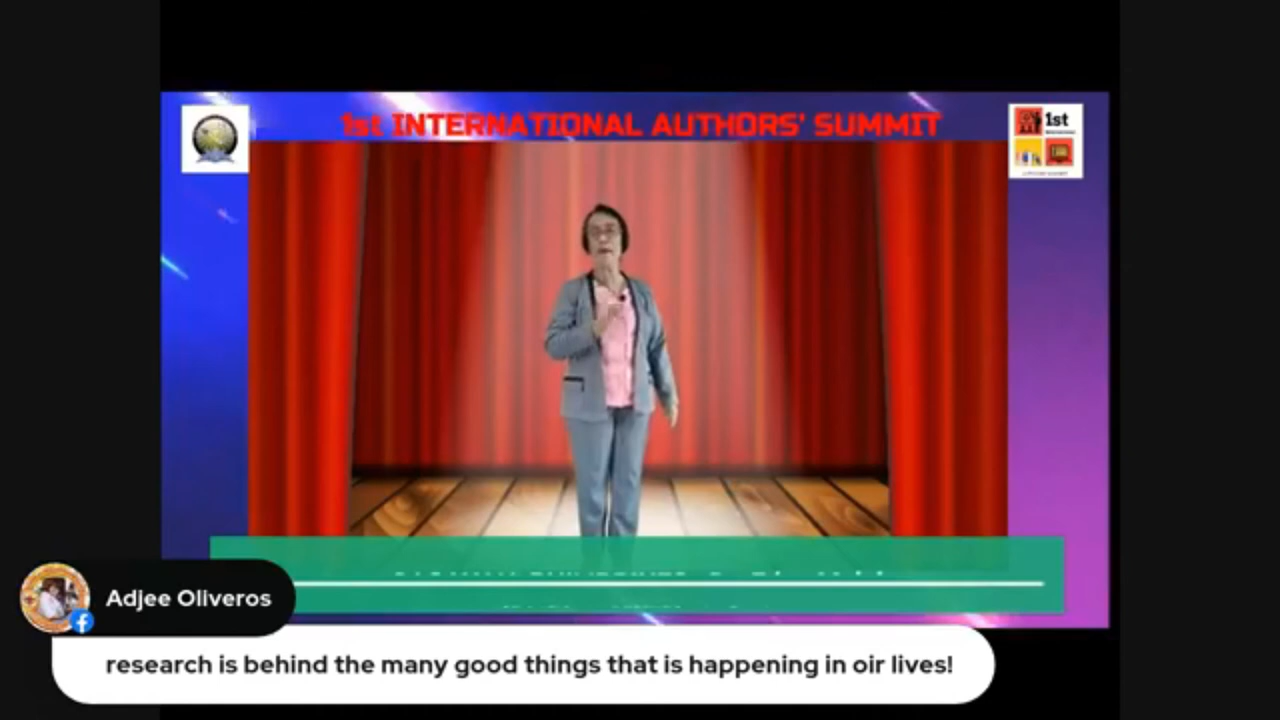 1st INTERNATIONAL AUTHORS' SUMMIT
1st
Adjee Oliveros
research is behind the many good things that is happening in oir lives!